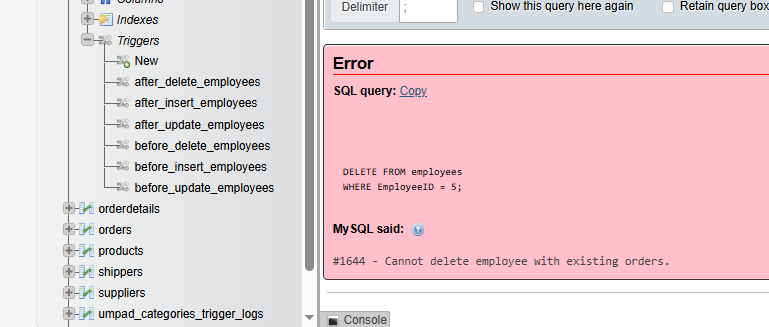 Columns
Indexes
Triggers
New
after_delete_employees
after_insert_employees
after_update_employees
before_delete_employees
before_insert_employees
before_update_employees
orderdetails
orders
products
shippers
suppliers
umpad_categories_trigger_logs
Delimiter ; Show this query here again Retain query box
Error
SQL query: Copy
DELETE FROM employees
WHERE EmployeeID = 5;
MySQL said:
#1644 - Cannot delete employee with existing orders.
Console